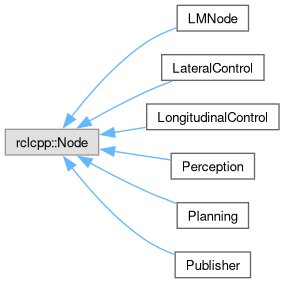 LMNode
LateralControl
LongitudinalControl
rclcpp::Node
Perception
Planning
Publisher